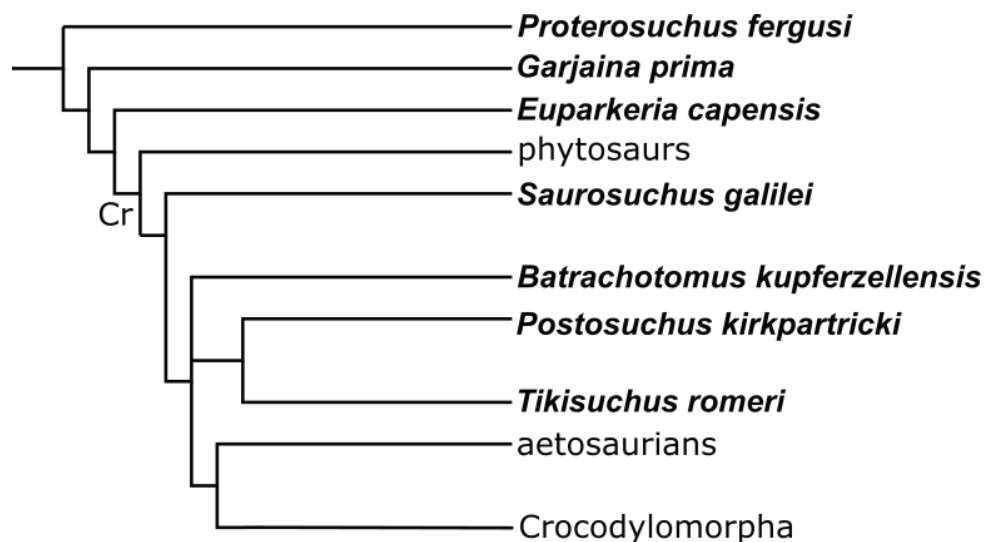 Proterosuchus fergusi
Garjaina prima
Euparkeria capensis
phytosaurs
Saurosuchus galilei
Cr
Batrachotomus kupferzellensis
Postosuchus kirkpartricki
Tikisuchus romeri
aetosaurians
Crocodylomorpha